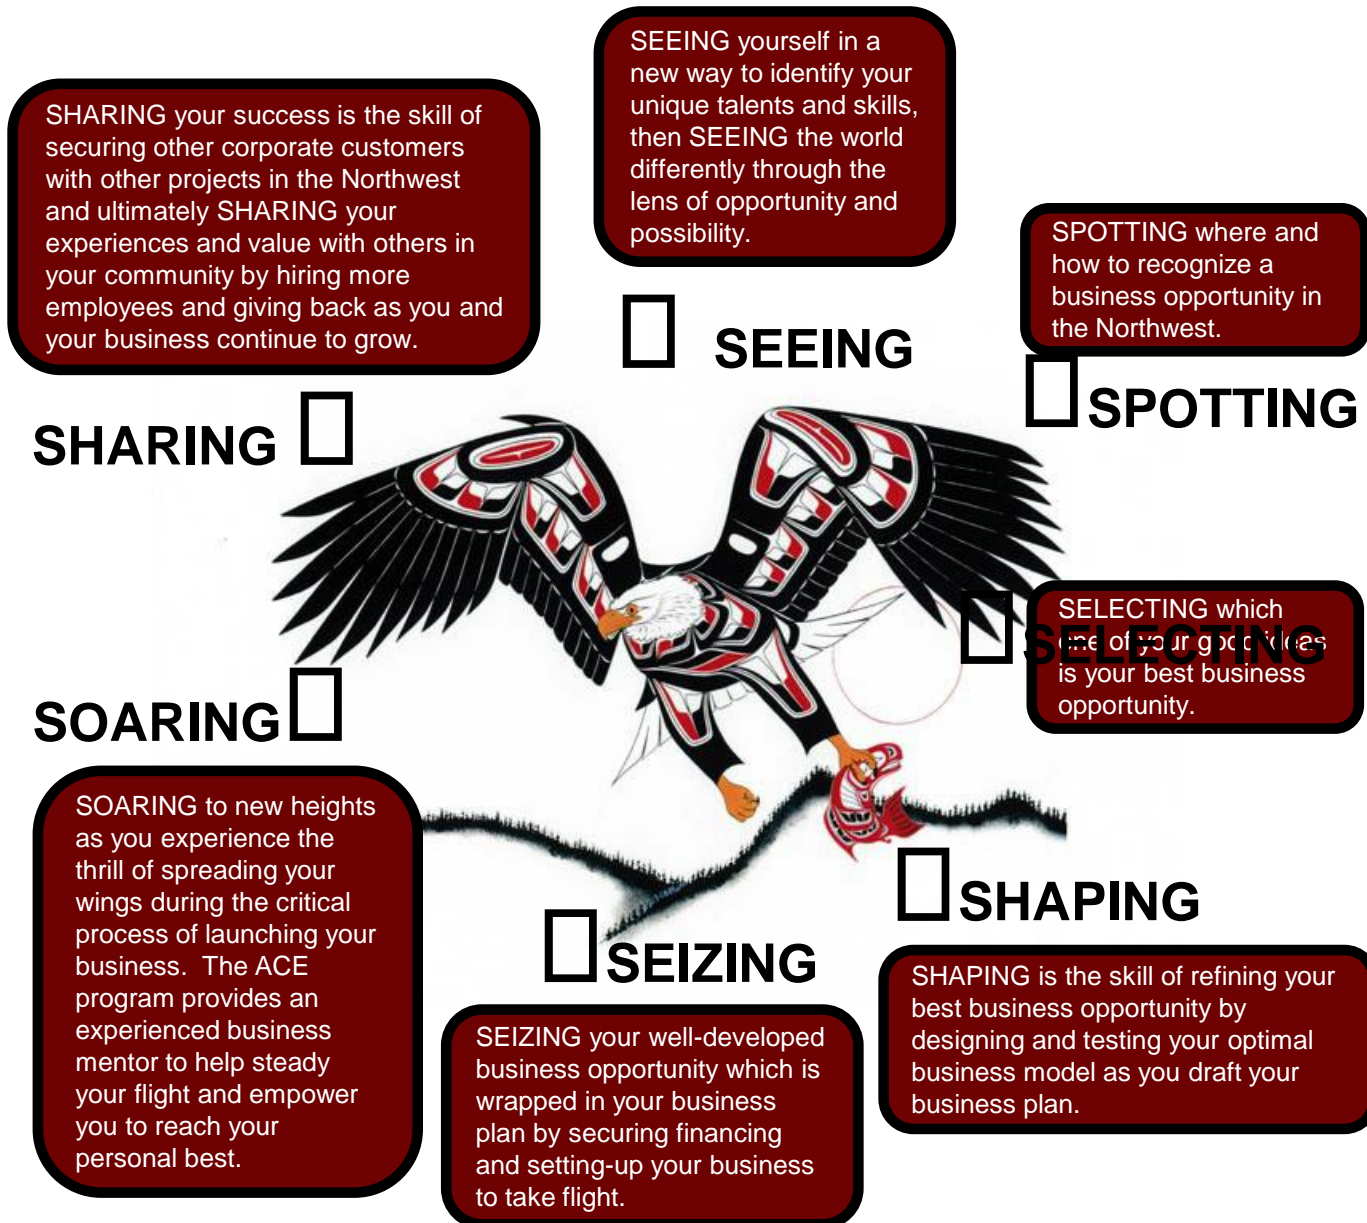 SEEING yourself in a
new way to identify your
unique talents and skills,
then SEEING the world
differently through the
lens of opportunity and
possibility.
SEEING
SPOTTING where and
how to recognize a
business opportunity in
the Northwest.
SPOTTING
SELECTING which
one of your good ideas
is your best business
opportunity.
SELECTING
SHAPING
SHAPING is the skill of refining your
best business opportunity by
designing and testing your optimal
business model as you draft your
business plan.
SEIZING
SEIZING your well-developed
business opportunity which is
wrapped in your business
plan by securing financing
and setting-up your business
to take flight.
SOARING
SOARING to new heights
as you experience the
thrill of spreading your
wings during the critical
process of launching your
business. The ACE
program provides an
experienced business
mentor to help steady
your flight and empower
you to reach your
personal best.
SHARING your success is the skill of
securing other corporate customers
with other projects in the Northwest
and ultimately SHARING your
experiences and value with others in
your community by hiring more
employees and giving back as you and
your business continue to grow.
SHARING